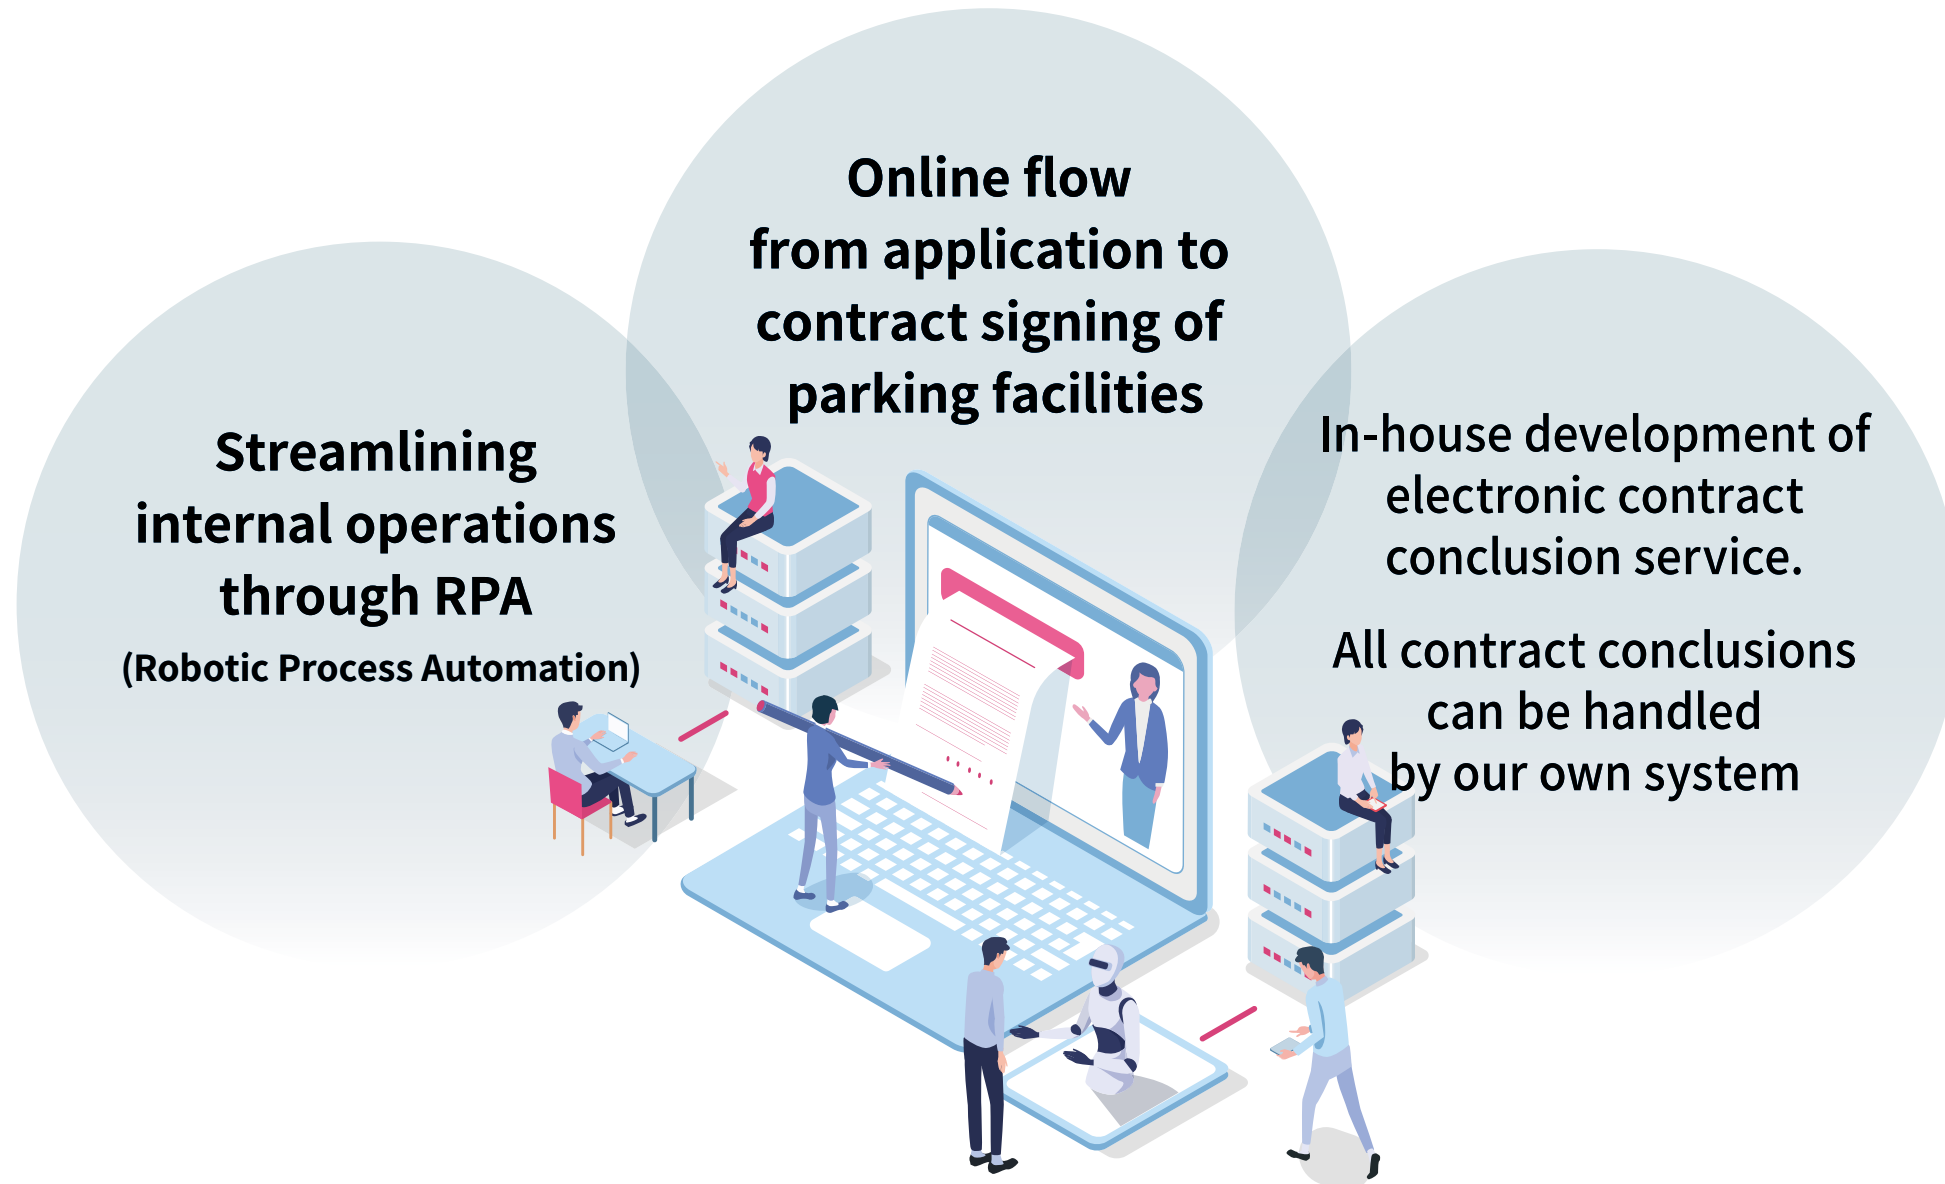 Streamlining
internal operations
through RPA
(Robotic Process Automation)
Online flow
from application to
contract signing of
parking facilities
In-house development of
electronic contract
conclusion service.
All contract conclusions
can be handled
by our own system